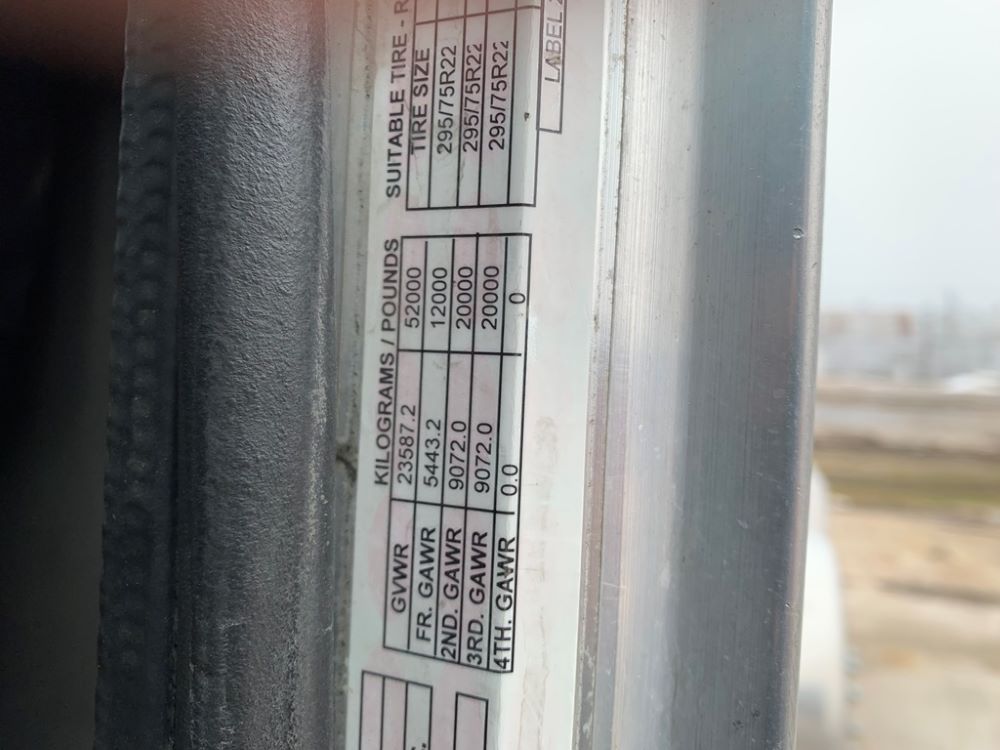 KILOGRAMS / POUNDS
GVWR 23587.2 52000
FR. GAWR 5443.2 12000
2ND. GAWR 9072.0 20000
3RD. GAWR 9072.0 20000
4TH. GAWR 0.0 0
SUITABLE TIRE -
TIRE SIZE
295/75R22
295/75R22
295/75R22
LABEL